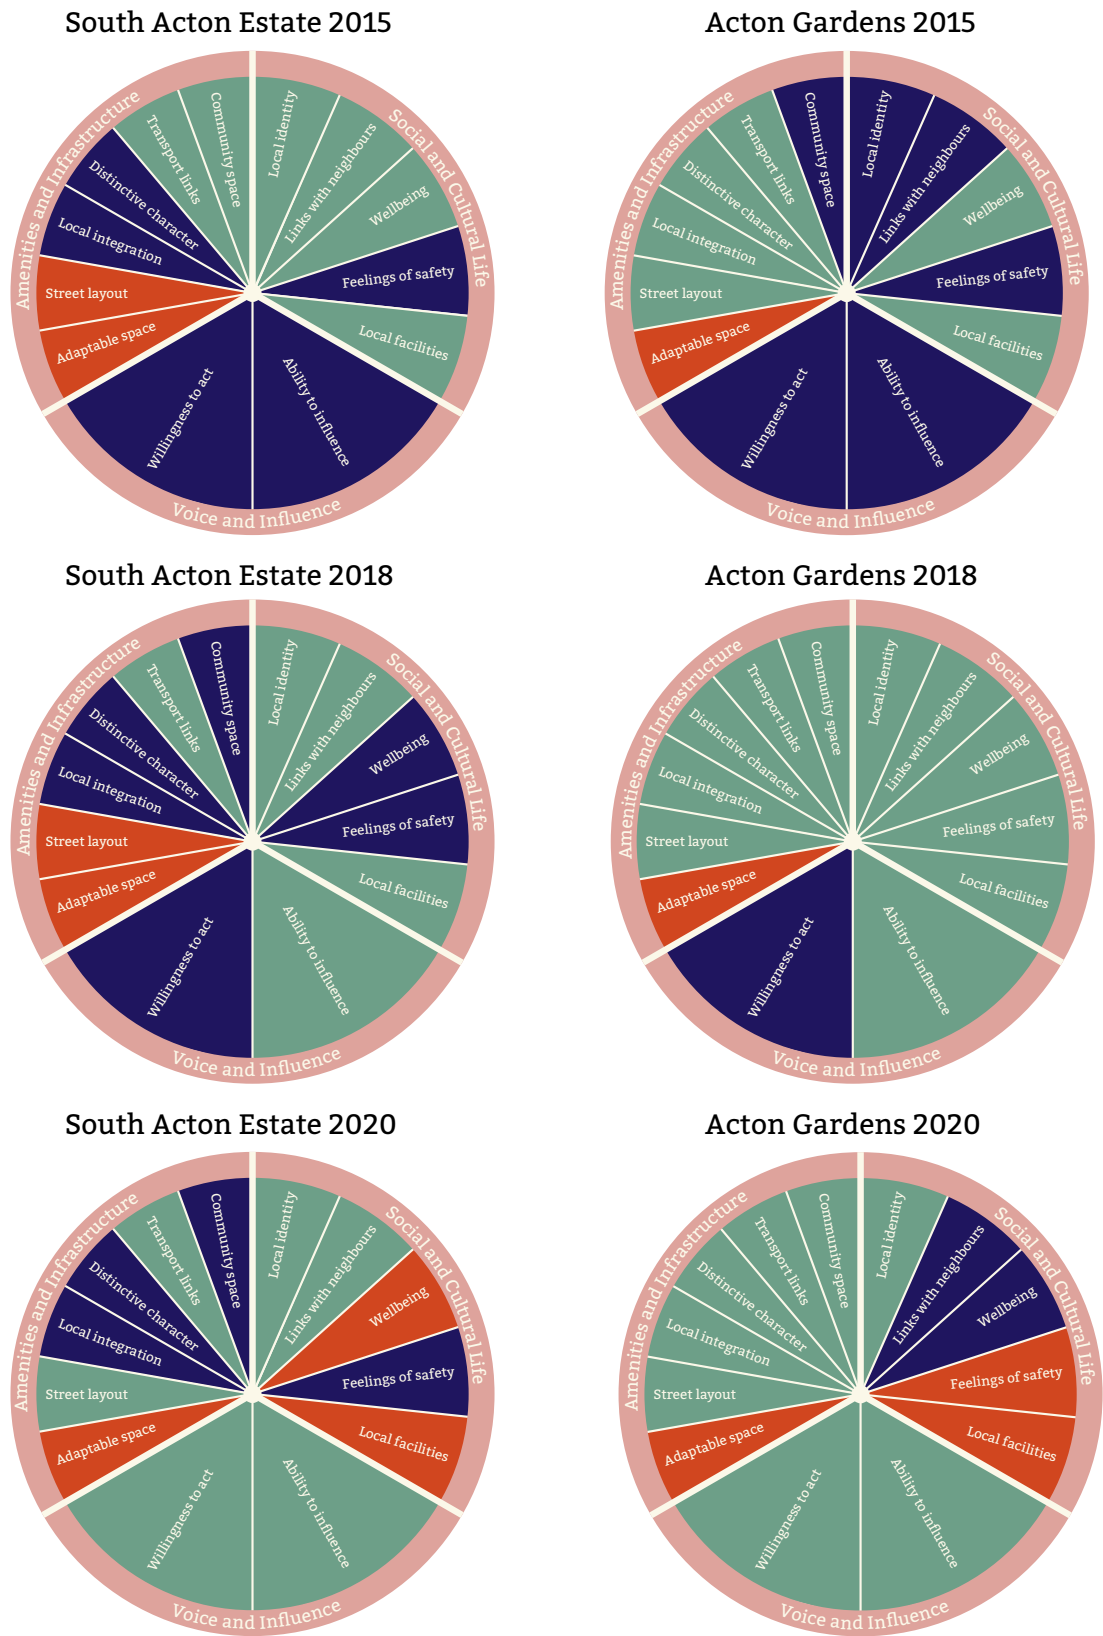 South Acton Estate 2015
Amenities and Infrastructure
Social and Cultural Life
Voice and Influence
Adaptable space
Street layout
Local integration
Distinctive character
Transport links
Community space
Local identity
Links with neighbours
Wellbeing
Feelings of safety
Local facilities
Ability to influence
Willingness to act
Acton Gardens 2015
Amenities and Infrastructure
Social and Cultural Life
Voice and Influence
Adaptable space
Street layout
Local integration
Distinctive character
Transport links
Community space
Local identity
Links with neighbours
Wellbeing
Feelings of safety
Local facilities
Ability to influence
Willingness to act
South Acton Estate 2018
Amenities and Infrastructure
Social and Cultural Life
Voice and Influence
Adaptable space
Street layout
Local integration
Distinctive character
Transport links
Community space
Local identity
Links with neighbours
Wellbeing
Feelings of safety
Local facilities
Ability to influence
Willingness to act
Acton Gardens 2018
Amenities and Infrastructure
Social and Cultural Life
Voice and Influence
Adaptable space
Street layout
Local integration
Distinctive character
Transport links
Community space
Local identity
Links with neighbours
Wellbeing
Feelings of safety
Local facilities
Ability to influence
Willingness to act
South Acton Estate 2020
Amenities and Infrastructure
Social and Cultural Life
Voice and Influence
Adaptable space
Street layout
Local integration
Distinctive character
Transport links
Community space
Local identity
Links with neighbours
Wellbeing
Feelings of safety
Local facilities
Ability to influence
Willingness to act
Acton Gardens 2020
Amenities and Infrastructure
Social and Cultural Life
Voice and Influence
Adaptable space
Street layout
Local integration
Distinctive character
Transport links
Community space
Local identity
Links with neighbours
Wellbeing
Feelings of safety
Local facilities
Ability to influence
Willingness to act